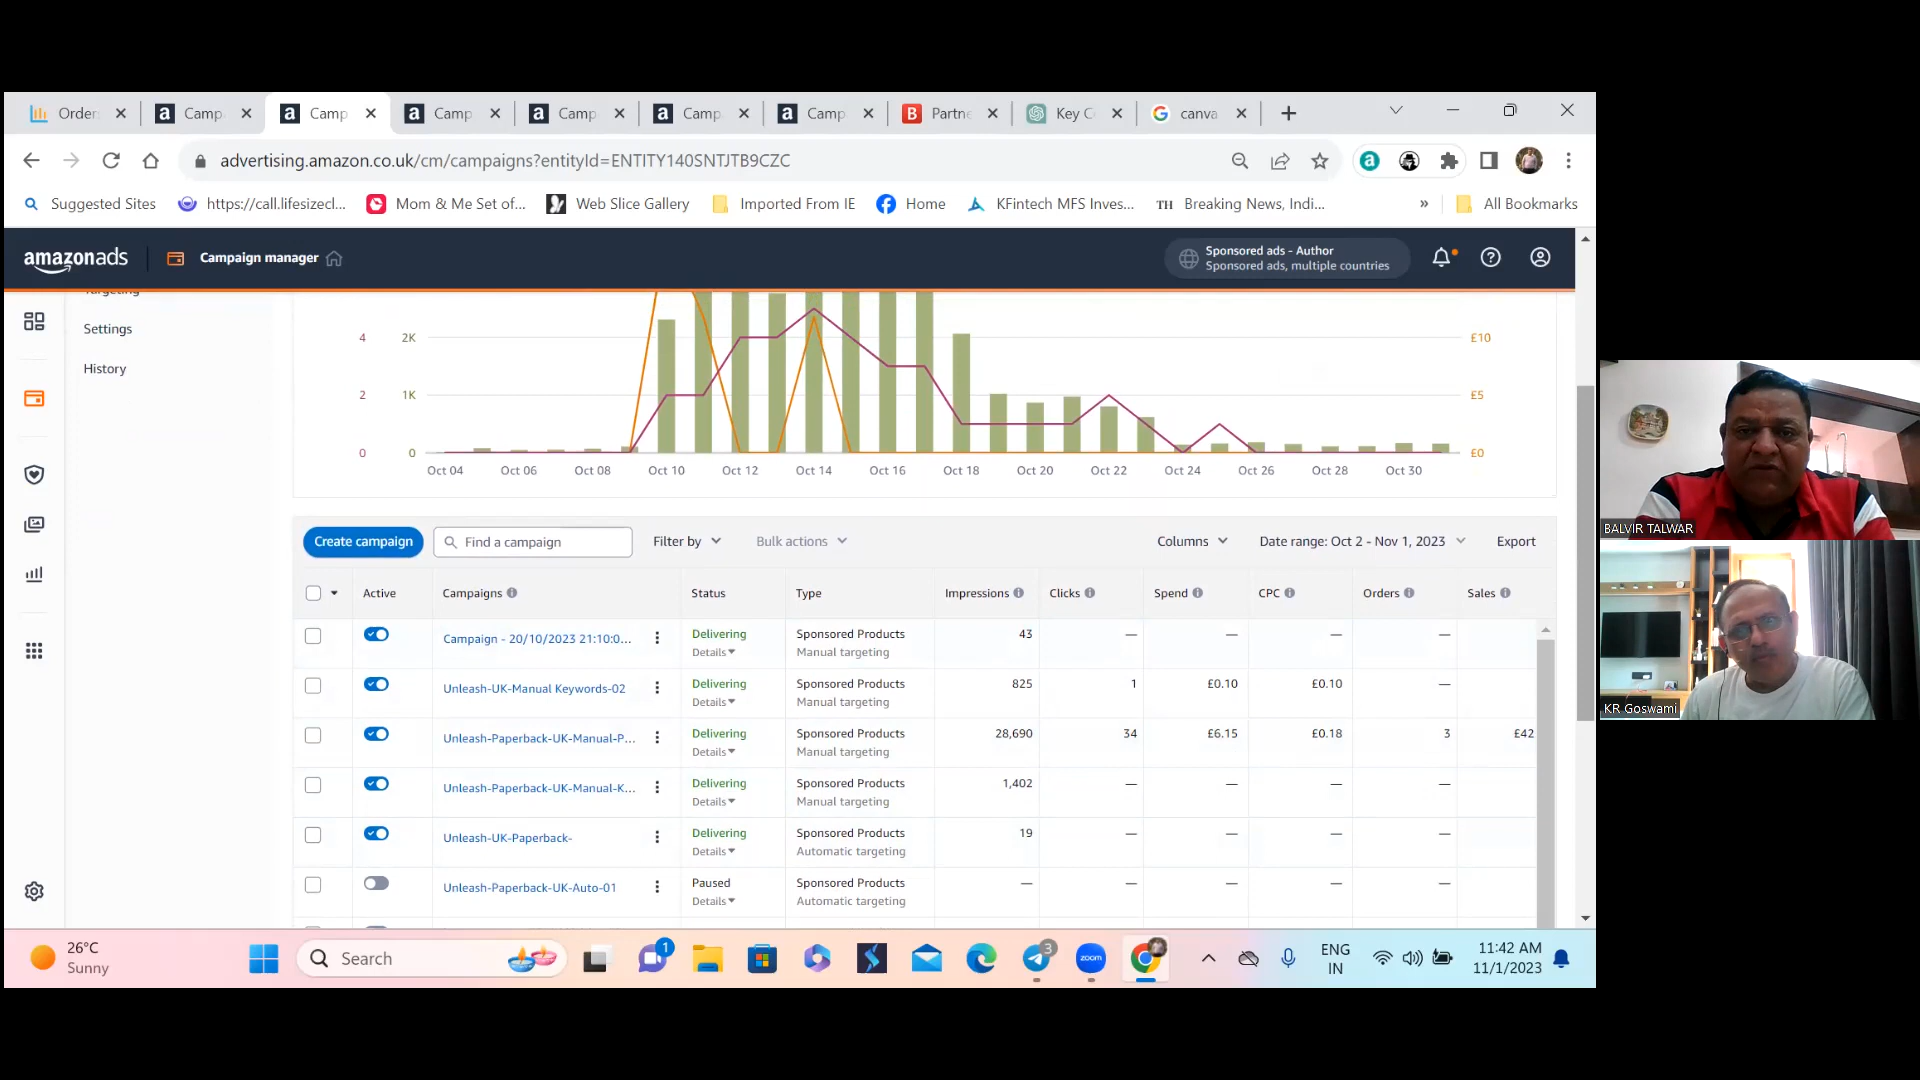 Order
Camp
Camp
Camp
Camp
Camp
Camp
Partne
Key C
canva
advertising.amazon.co.uk/cm/campaigns?entityId=ENTITY140SNTJTB9CZC
Suggested Sites
https://call.lifesizecl...
Mom & Me Set of...
Web Slice Gallery
Imported From IE
Home
KFintech MFS Inves...
TH Breaking News, Indi...
»
All Bookmarks
amazonads
Campaign manager
Sponsored ads - Author
Sponsored ads, multiple countries
Targeting
Settings
History
4 2K £10
2 1K £5
0 0 £0
Oct 04 Oct 06 Oct 08 Oct 10 Oct 12 Oct 14 Oct 16 Oct 18 Oct 20 Oct 22 Oct 24 Oct 26 Oct 28 Oct 30
Create campaign
Find a campaign
Filter by
Bulk actions
Columns
Date range: Oct 2 - Nov 1, 2023
Export
Active Campaigns Status Type Impressions Clicks Spend CPC Orders Sales
Campaign - 20/10/2023 21:10:0... Delivering Sponsored Products 43 — — — —
Details Manual targeting
Unleash-UK-Manual Keywords-02 Delivering Sponsored Products 825 1 £0.10 £0.10 —
Details Manual targeting
Unleash-Paperback-UK-Manual-P... Delivering Sponsored Products 28,690 34 £6.15 £0.18 3 £42
Details Manual targeting
Unleash-Paperback-UK-Manual-K... Delivering Sponsored Products 1,402 — — — —
Details Manual targeting
Unleash-UK-Paperback- Delivering Sponsored Products 19 — — — —
Details Automatic targeting
Unleash-Paperback-UK-Auto-01 Paused Sponsored Products — — — — —
Details Automatic targeting
26°C
Sunny
Search
1
3
zoom
ENG
IN
11:42 AM
11/1/2023
BALVIR TALWAR
KR Goswami